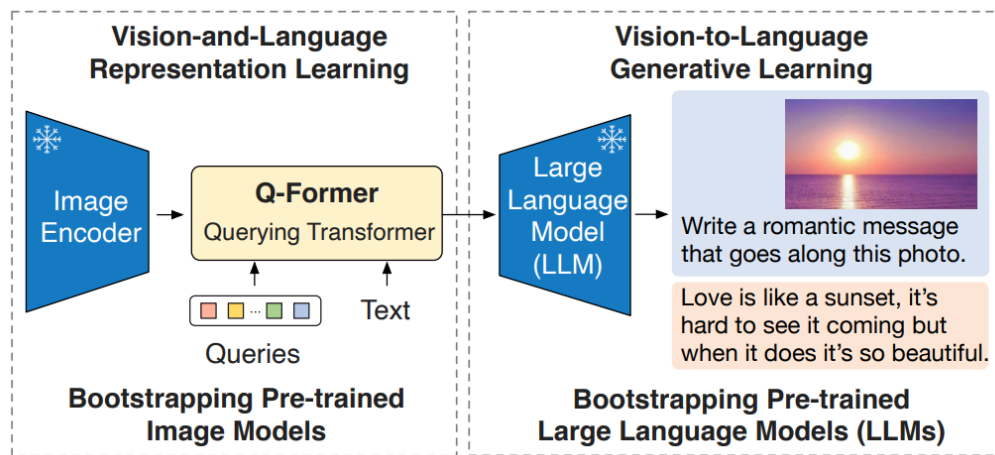 Vision-and-Language
Representation Learning
Image
Encoder
Q-Former
Querying Transformer
...
Queries
Text
Bootstrapping Pre-trained
Image Models
Vision-to-Language
Generative Learning
Large
Language
Model
(LLM)
Write a romantic message
that goes along this photo.
Love is like a sunset, it's
hard to see it coming but
when it does it's so beautiful.
Bootstrapping Pre-trained
Large Language Models (LLMs)